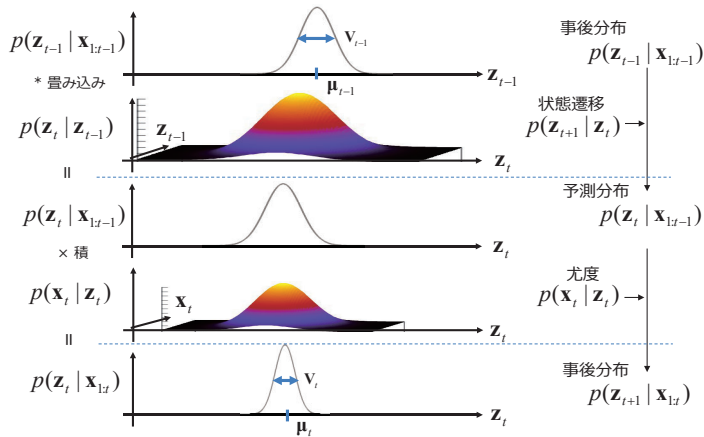 p(z_{t-1} | x_{1:t-1})
V_{t-1}
z_{t-1}
μ_{t-1}
* 畳み込み
p(z_t | z_{t-1})
z_{t-1}
z_t
=
p(z_t | x_{1:t-1})
z_t
× 積
p(x_t | z_t)
x_t
z_t
=
p(z_t | x_{1:t})
V_t
z_t
μ_t
事後分布
p(z_{t-1} | x_{1:t-1})
状態遷移
p(z_{t+1} | z_t)
予測分布
p(z_t | x_{1:t-1})
尤度
p(x_t | z_t)
事後分布
p(z_{t+1} | x_{1:t})